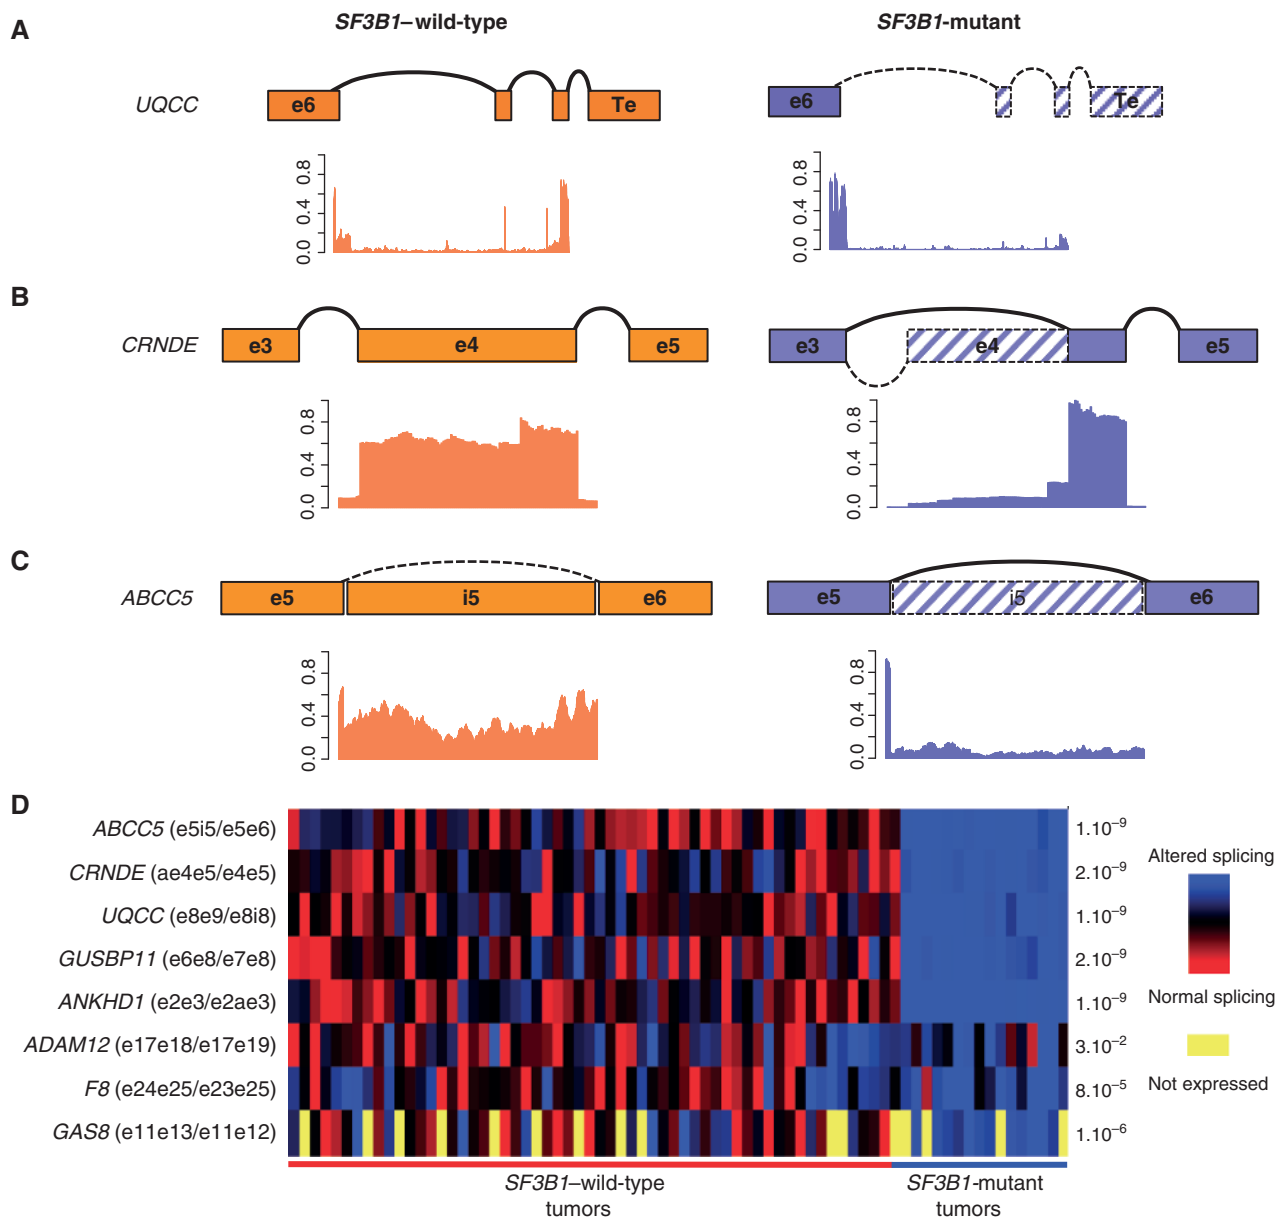 A
SF3B1–wild-type
SF3B1-mutant
UQCC
e6
Te
e6
Te
0.0 0.4 0.8
0.0 0.4 0.8
B
CRNDE
e3
e4
e5
e3
e4
e5
0.0 0.4 0.8
0.0 0.4 0.8
C
ABCC5
e5
i5
e6
e5
i5
e6
0.0 0.4 0.8
0.0 0.4 0.8
D
ABCC5 (e5i5/e5e6)
1.10⁻⁹
CRNDE (ae4e5/e4e5)
2.10⁻⁹
UQCC (e8e9/e8i8)
1.10⁻⁹
GUSBP11 (e6e8/e7e8)
2.10⁻⁹
ANKHD1 (e2e3/e2ae3)
1.10⁻⁹
ADAM12 (e17e18/e17e19)
3.10⁻²
F8 (e24e25/e23e25)
8.10⁻⁵
GAS8 (e11e13/e11e12)
1.10⁻⁶
Altered splicing
Normal splicing
Not expressed
SF3B1–wild-type
tumors
SF3B1-mutant
tumors